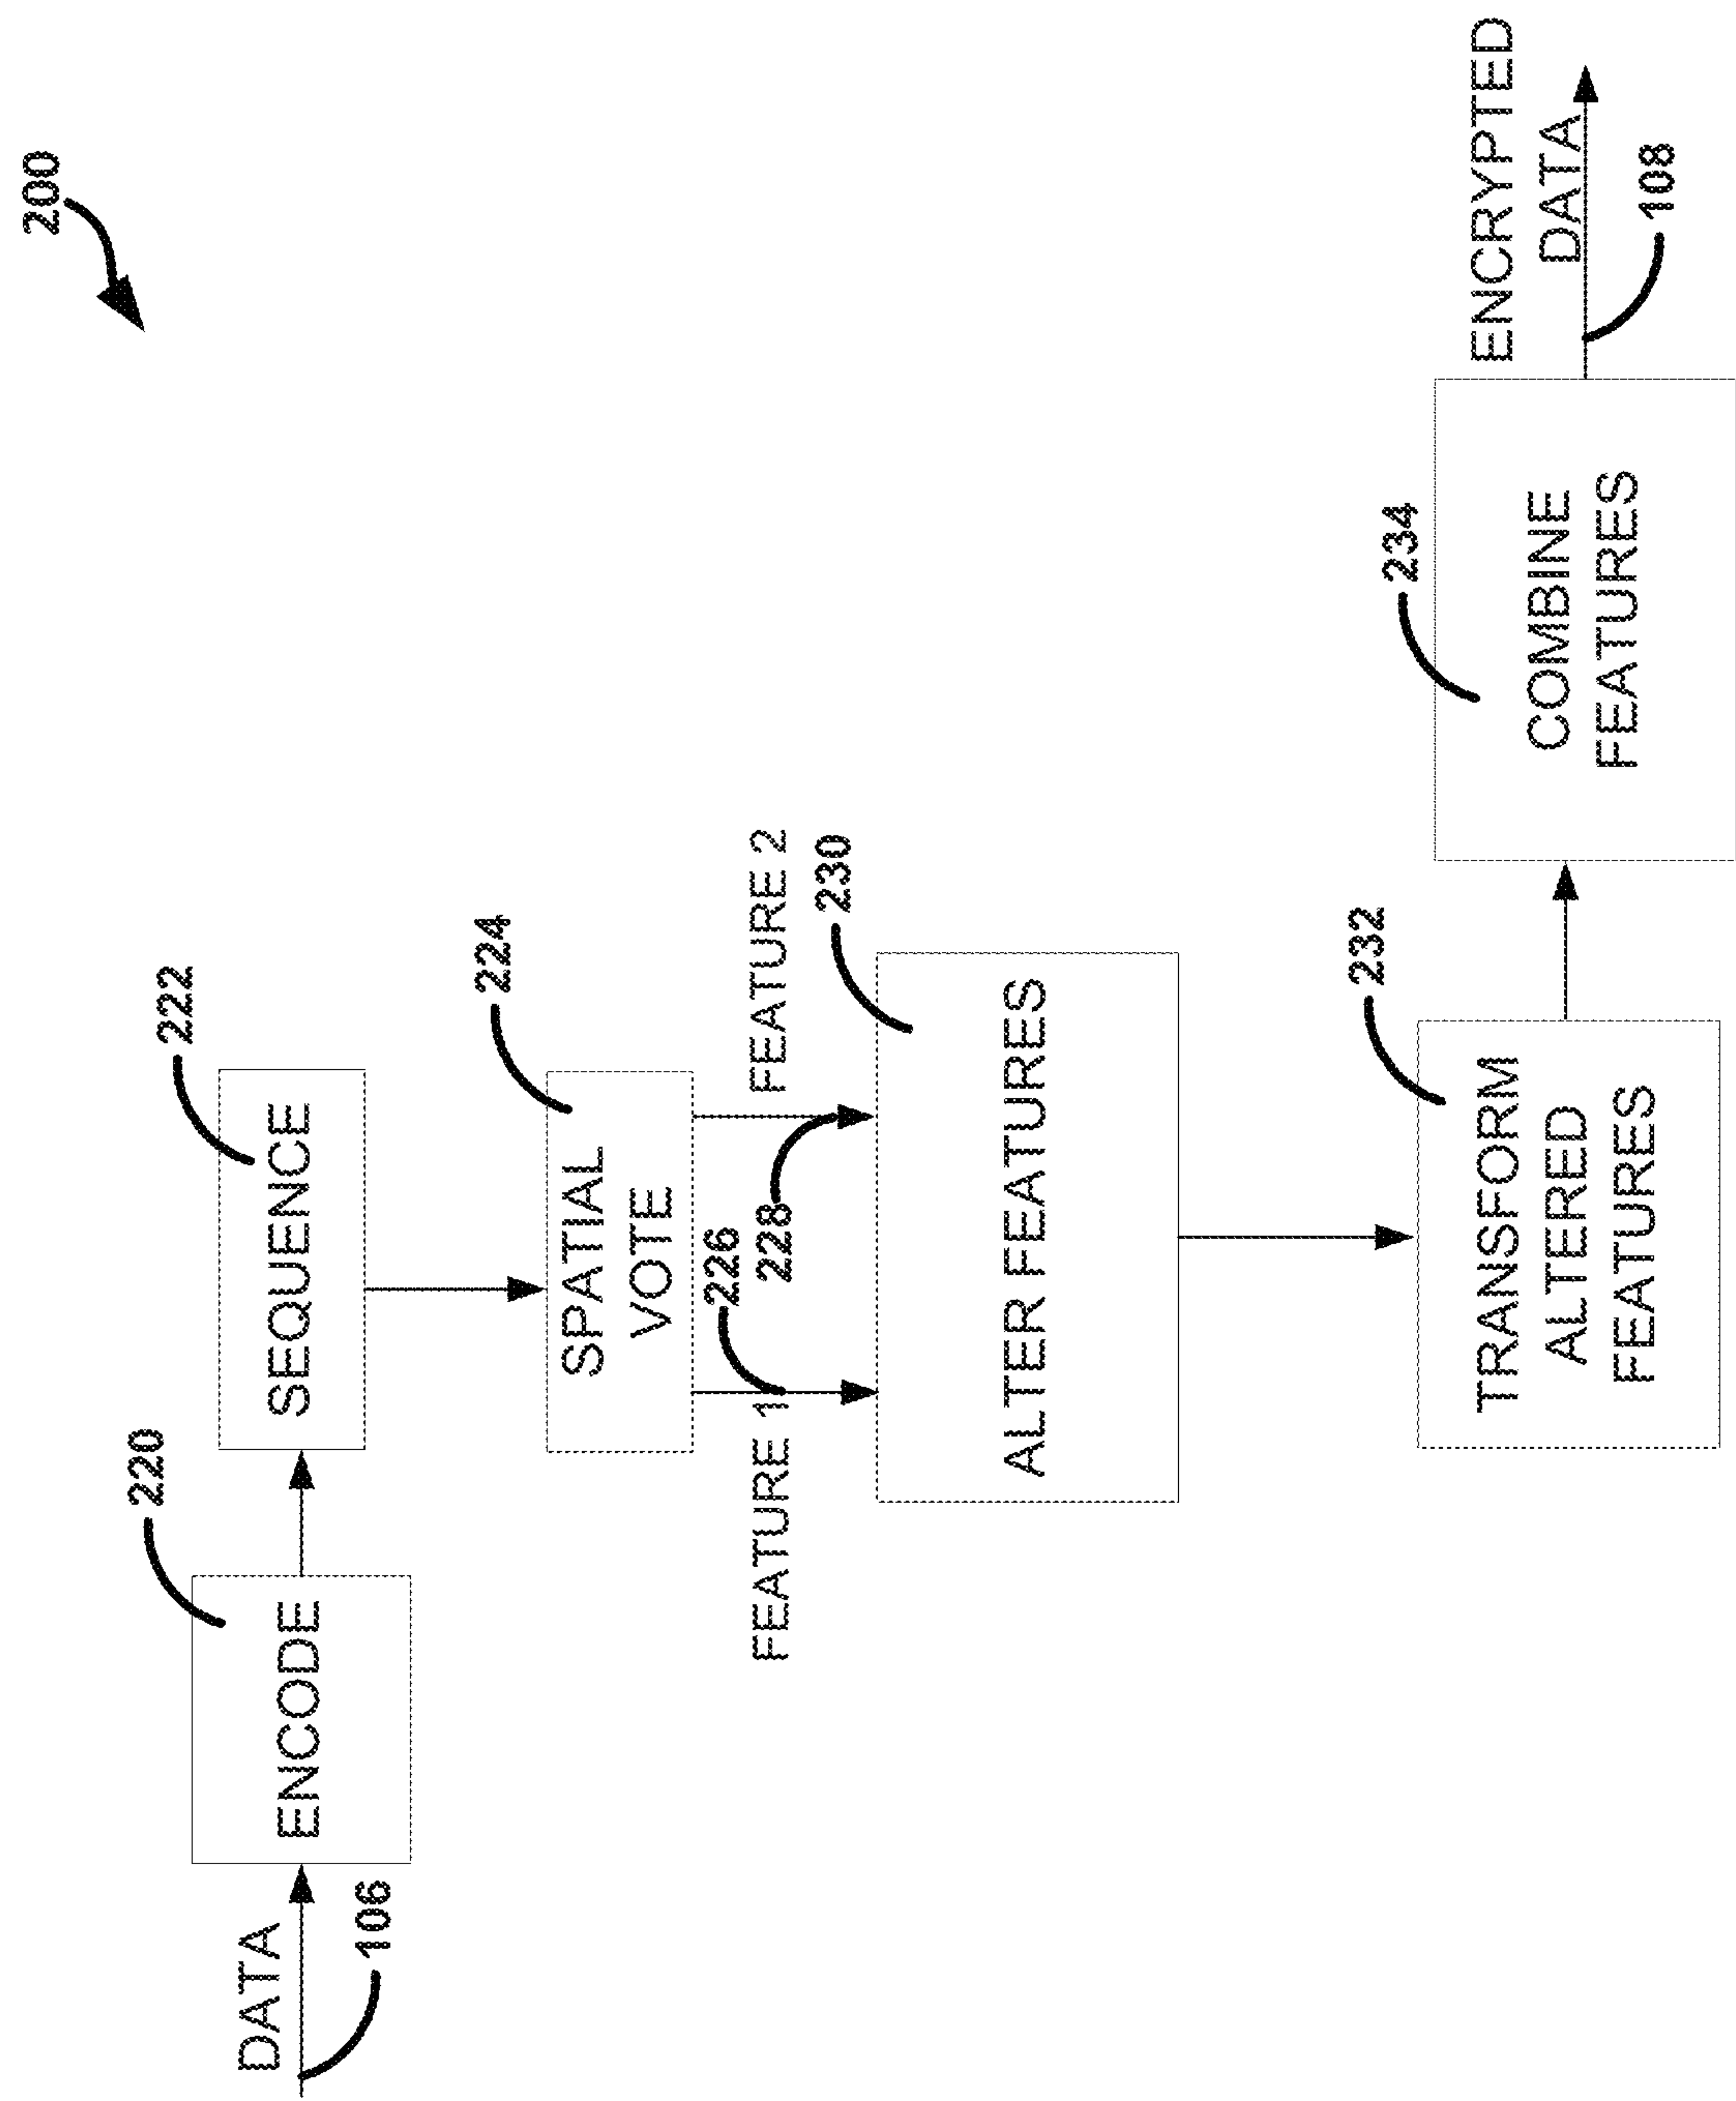 200
DATA
106
ENCODE
220
SEQUENCE
222
SPATIAL
VOTE
224
FEATURE 1
226
FEATURE 2
228
ALTER FEATURES
230
TRANSFORM
ALTERED
FEATURES
232
COMBINE
FEATURES
234
ENCRYPTED
DATA
108